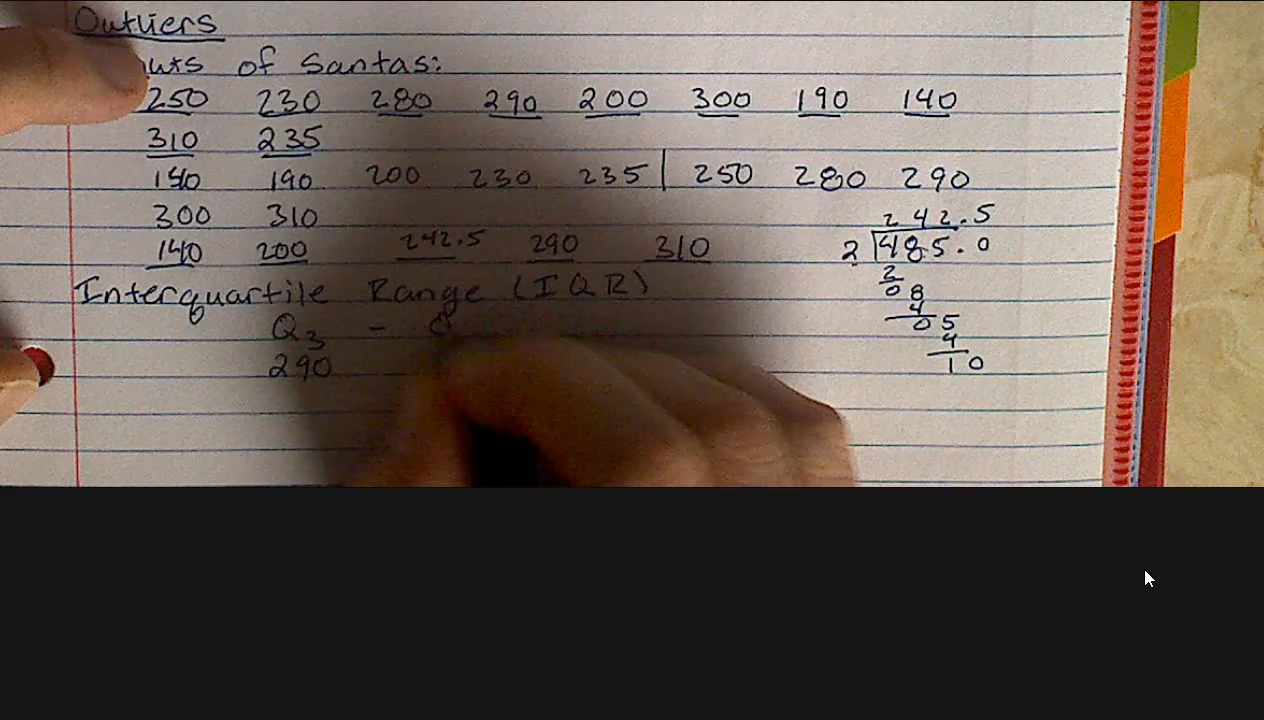 Outliers
of Santas:
250 230 280 290 200 300 190 140
310 235
140 190 200 230 235 | 250 280 290
300 310
140 200 242.5 290 310
Interquartile Range (IQR)
Q3 -
290
242.5
2 485.0
2
08
4
05
4
10